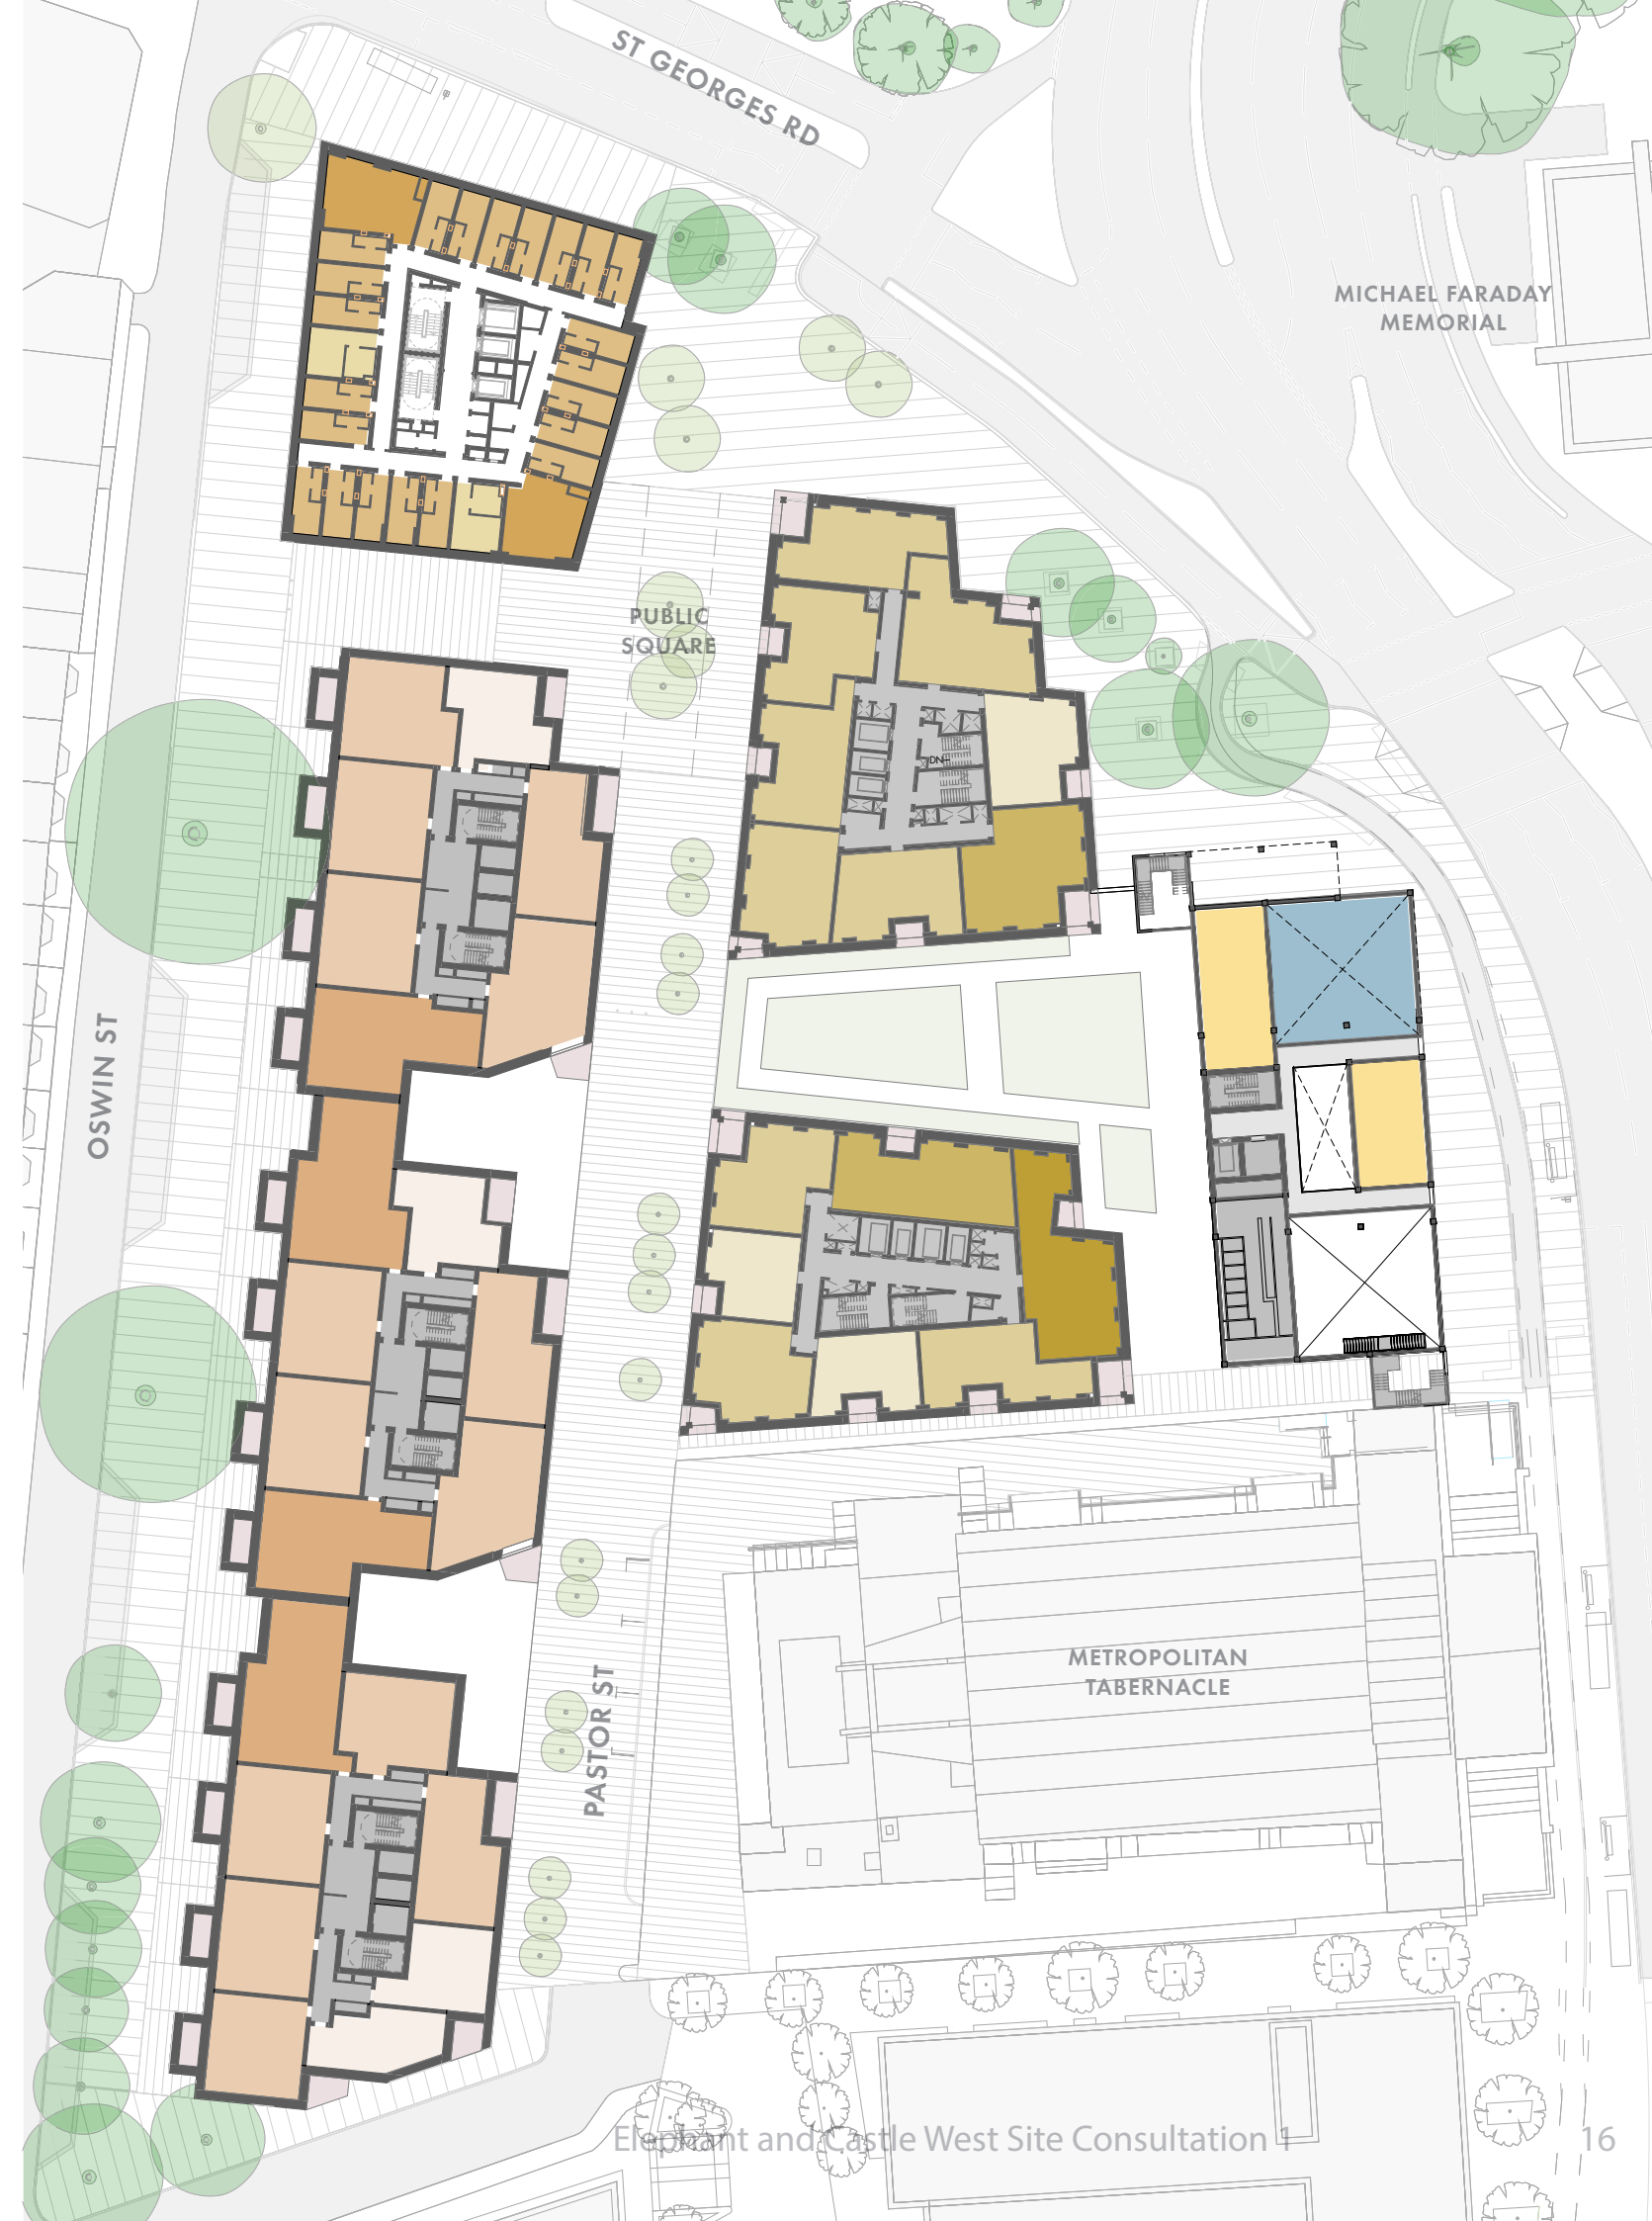 ST GEORGES RD
MICHAEL FARADAY
MEMORIAL
PUBLIC
SQUARE
DN
OSWIN ST
METROPOLITAN
TABERNACLE
PASTOR ST
Elephant and Castle West Site Consultation 1
16